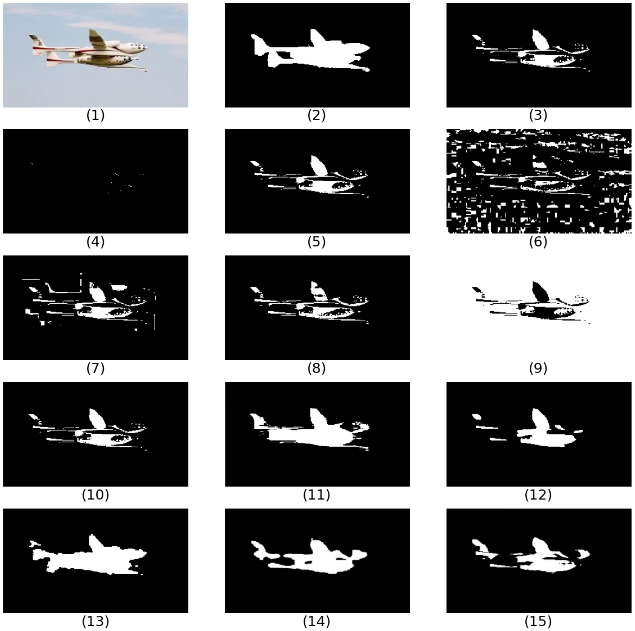 (1) (2) (3)
(4) (5) (6)
(7) (8) (9)
(10) (11) (12)
(13) (14) (15)